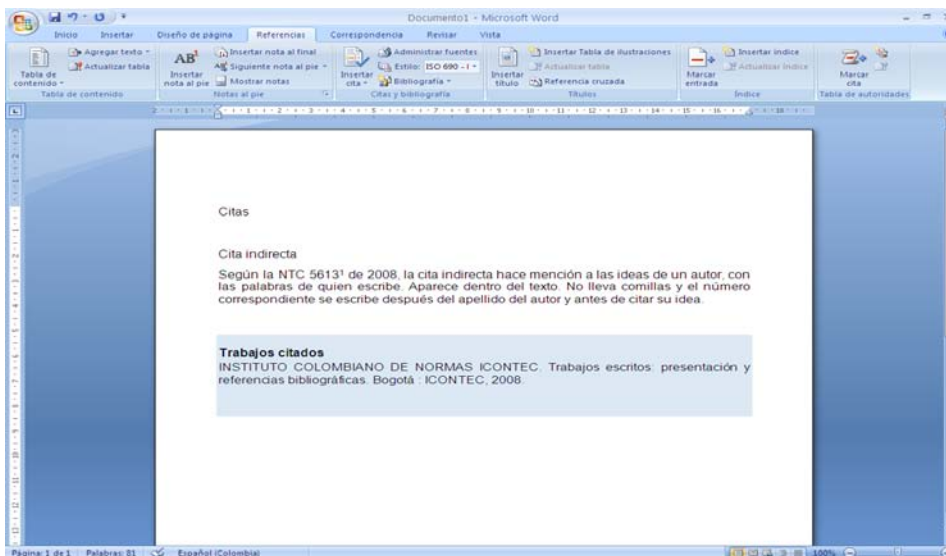 Documento1 - Microsoft Word
Inicio Insertar Diseño de página Referencias Correspondencia Revisar Vista
Tabla de contenido
Agregar texto
Actualizar tabla
Tabla de contenido
AB¹
Insertar nota al pie
Insertar nota al final
Siguiente nota al pie
Mostrar notas
Notas al pie
Insertar cita
Administrar fuentes
Estilo: ISO 690 - I
Bibliografía
Citas y bibliografía
Insertar título
Insertar Tabla de ilustraciones
Actualizar tabla
Referencia cruzada
Títulos
Marcar entrada
Insertar índice
Actualizar índice
Índice
Marcar cita
Tabla de autoridades
Citas
Cita indirecta
Según la NTC 5613¹ de 2008, la cita indirecta hace mención a las ideas de un autor, con
las palabras de quien escribe. Aparece dentro del texto. No lleva comillas y el número
correspondiente se escribe después del apellido del autor y antes de citar su idea.
Trabajos citados
INSTITUTO COLOMBIANO DE NORMAS ICONTEC. Trabajos escritos: presentación y
referencias bibliográficas. Bogotá : ICONTEC, 2008.
Página: 1 de 1 Palabras: 81 Español (Colombia) 100%